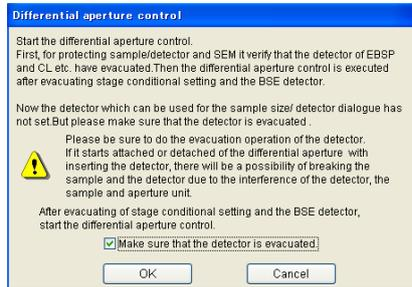 Differential aperture control
Start the differential aperture control.
First, for protecting sample/detector and SEM it verify that the detector of EBSP
and CL etc. have evacuated.Then the differential aperture control is executed
after evacuating stage conditional setting and the BSE detector.
Now the detector which can be used for the sample size/ detector dialogue has
not set.But please make sure that the detector is evacuated .
Please be sure to do the evacuation operation of the detector.
If it starts attached or detached of the differential aperture with
inserting the detector, there will be a possibility of breaking the
sample and the detector due to the interference of the detector, the
sample and aperture unit.
After evacuating of stage conditional setting and the BSE detector,
start the differential aperture control.
Make sure that the detector is evacuated.
OK Cancel